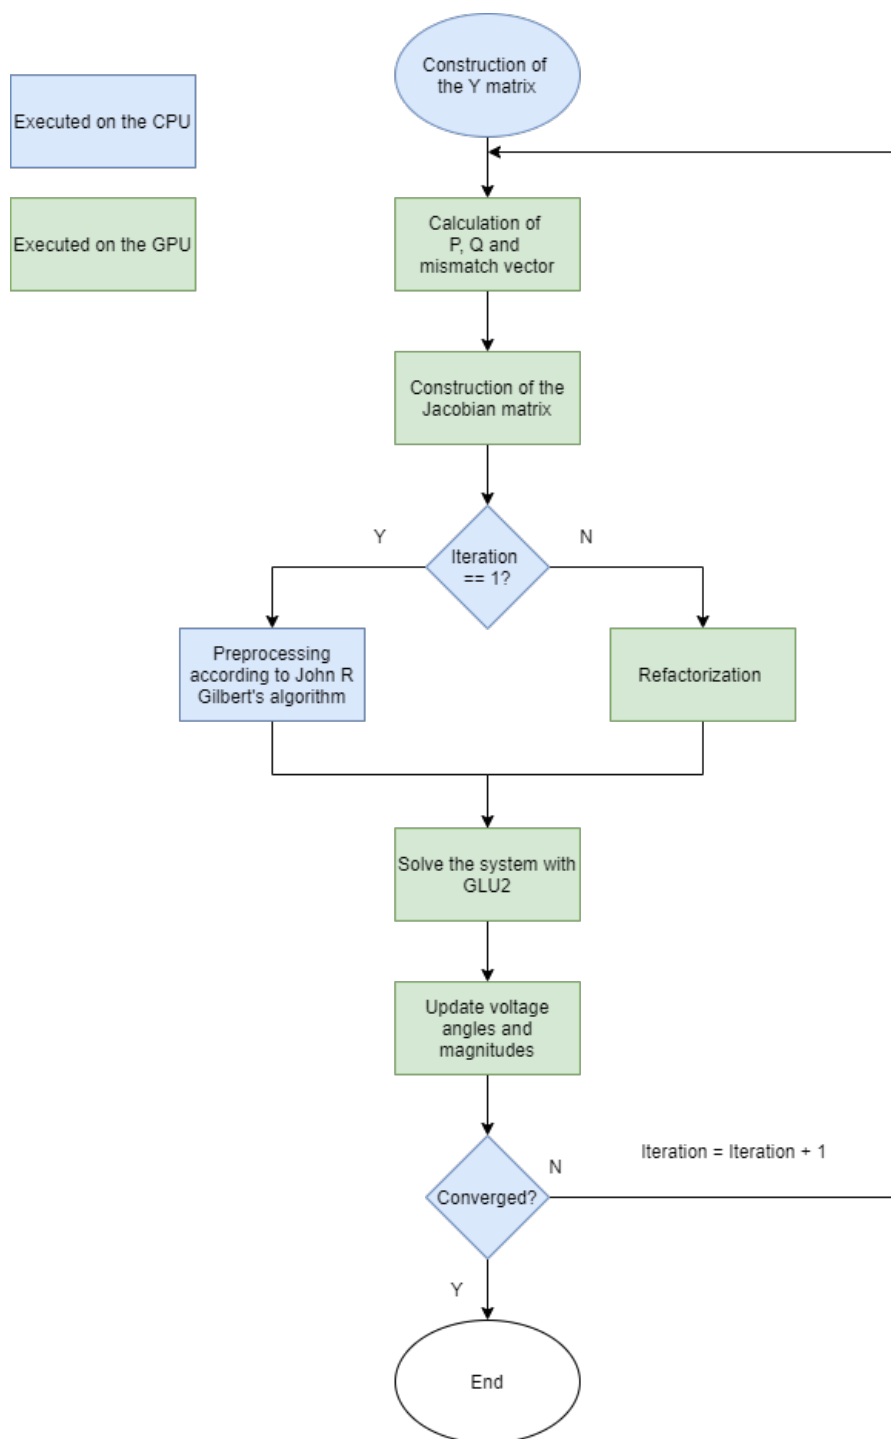 Construction of
the Y matrix
Executed on the CPU
Executed on the GPU
Calculation of
P, Q and
mismatch vector
Construction of the
Jacobian matrix
Y
N
Iteration
== 1?
Preprocessing
according to John R
Gilbert's algorithm
Refactorization
Solve the system with
GLU2
Update voltage
angles and
magnitudes
Iteration = Iteration + 1
N
Converged?
Y
End